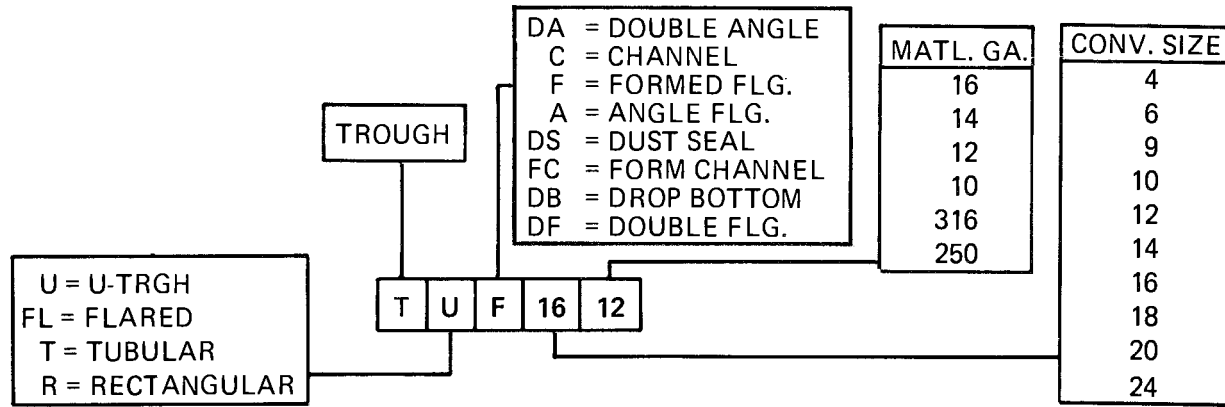 DA = DOUBLE ANGLE
C = CHANNEL
F = FORMED FLG.
A = ANGLE FLG.
DS = DUST SEAL
FC = FORM CHANNEL
DB = DROP BOTTOM
DF = DOUBLE FLG.
MATL. GA.
16
14
12
10
316
250
CONV. SIZE
4
6
9
10
12
14
16
18
20
24
TROUGH
U = U-TRGH
FL = FLARED
T = TUBULAR
R = RECTANGULAR
T U F 16 12